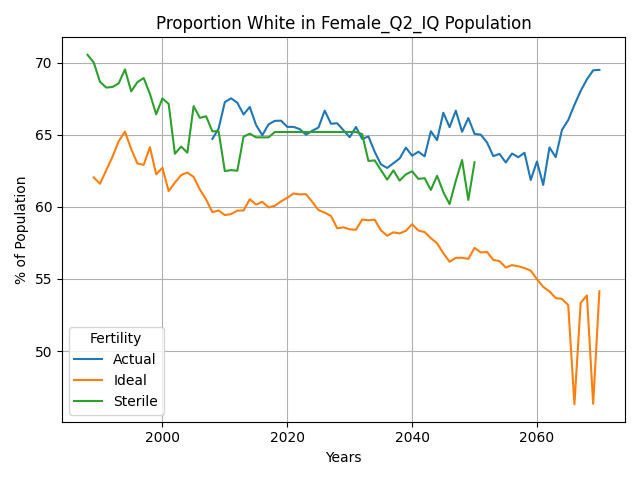 Proportion White in Female_Q2_IQ Population
% of Population
70
65
60
55
50
Fertility
Actual
Ideal
Sterile
2000
2020
2040
2060
Years